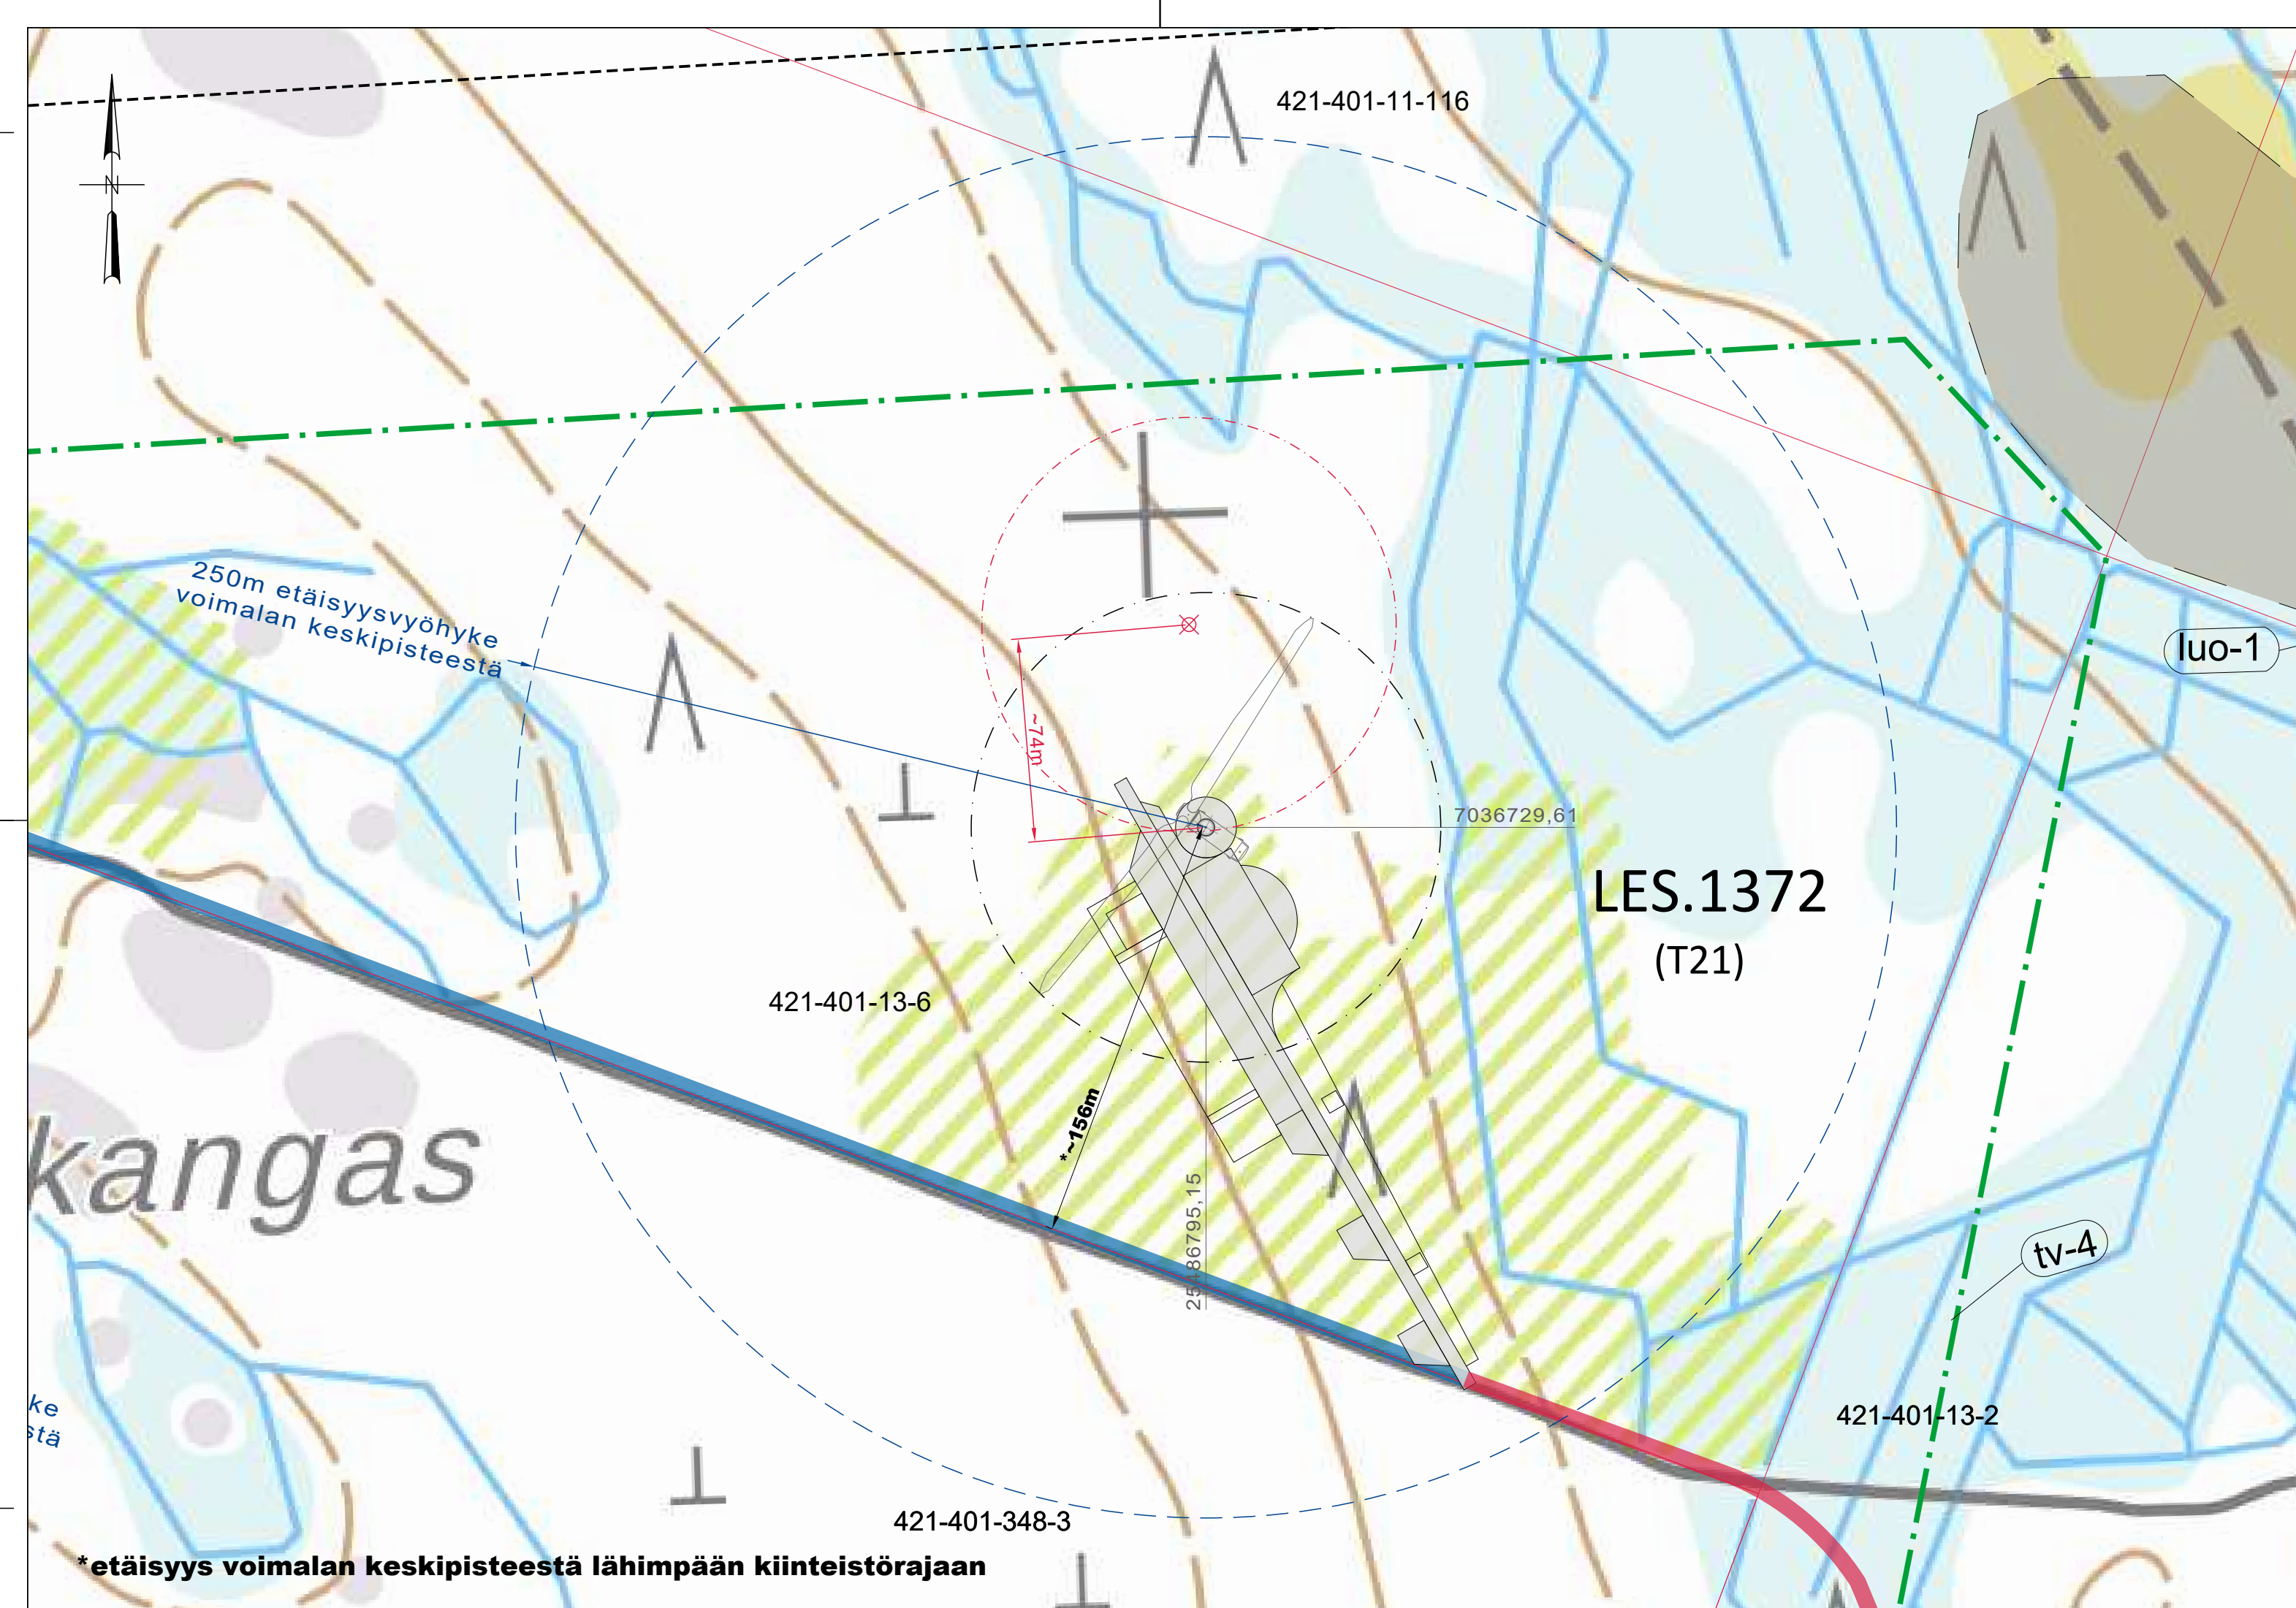 421-401-11-116
N
250m etäisyysvyöhyke
voimalan keskipisteestä
luo-1
~74m
7036729,61
LES.1372
(T21)
421-401-13-6
*~156m
kangas
25486795,15
tv-4
ke
stä
421-401-13-2
421-401-348-3
*etäisyys voimalan keskipisteestä lähimpään kiinteistörajaan